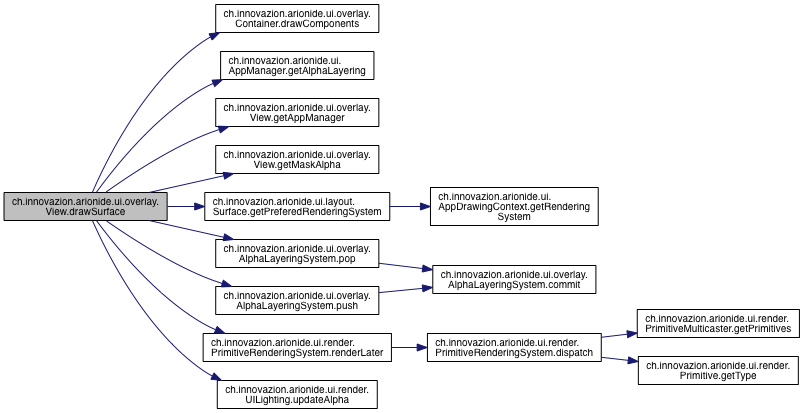 ch.innovazion.arionide.ui.overlay.
Container.drawComponents
ch.innovazion.arionide.ui.
AppManager.getAlphaLayering
ch.innovazion.arionide.ui.overlay.
View.getAppManager
ch.innovazion.arionide.ui.overlay.
View.getMaskAlpha
ch.innovazion.arionide.ui.overlay.
View.drawSurface
ch.innovazion.arionide.ui.layout.
Surface.getPreferedRenderingSystem
ch.innovazion.arionide.ui.
AppDrawingContext.getRendering
System
ch.innovazion.arionide.ui.overlay.
AlphaLayeringSystem.pop
ch.innovazion.arionide.ui.overlay.
AlphaLayeringSystem.commit
ch.innovazion.arionide.ui.overlay.
AlphaLayeringSystem.push
ch.innovazion.arionide.ui.render.
PrimitiveRenderingSystem.renderLater
ch.innovazion.arionide.ui.render.
PrimitiveRenderingSystem.dispatch
ch.innovazion.arionide.ui.render.
PrimitiveMulticaster.getPrimitives
ch.innovazion.arionide.ui.render.
Primitive.getType
ch.innovazion.arionide.ui.render.
UILighting.updateAlpha